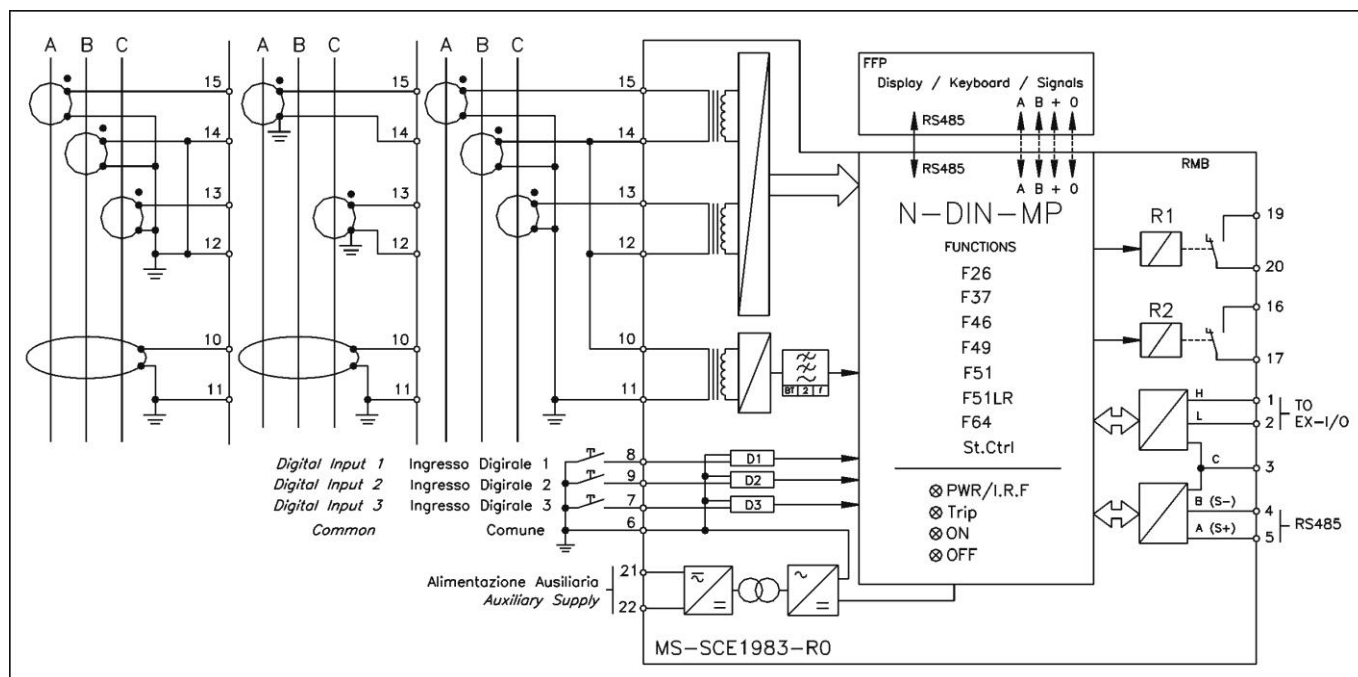 A B C
15
14
13
12
10
11
A B C
15
14
13
12
10
11
A B C
15
14
13
12
10
11
FFP
Display / Keyboard / Signals
A B + 0
RS485
RS485
A B + 0
RMB
N-DIN-MP
FUNCTIONS
F26
F37
F46
F49
F51
F51LR
F64
St.Ctrl
PWR/I.R.F
Trip
ON
OFF
BT 2 f
R1
19
20
R2
16
17
H
1
L
2
TO
EX-I/O
C
3
B (S-)
4
A (S+)
5
RS485
Digital Input 1 Ingresso Digirale 1 8 D1
Digital Input 2 Ingresso Digirale 2 9 D2
Digital Input 3 Ingresso Digirale 3 7 D3
Common Comune 6
Alimentazione Ausiliaria
Auxiliary Supply
21
22
MS-SCE1983-R0